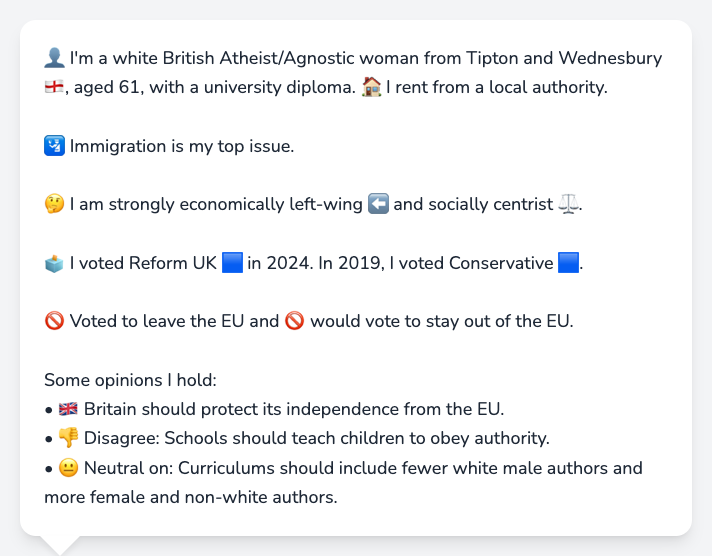 👤 I'm a white British Atheist/Agnostic woman from Tipton and Wednesbury
🏴󠁧󠁢󠁥󠁮󠁧󠁿, aged 61, with a university diploma. 🏠 I rent from a local authority.
🛂 Immigration is my top issue.
🤔 I am strongly economically left-wing ⬅️ and socially centrist ⚖️.
🗳️ I voted Reform UK 🟦 in 2024. In 2019, I voted Conservative 🟦.
🚫 Voted to leave the EU and 🚫 would vote to stay out of the EU.
Some opinions I hold:
• 🇬🇧 Britain should protect its independence from the EU.
• 👎 Disagree: Schools should teach children to obey authority.
• 😐 Neutral on: Curriculums should include fewer white male authors and
more female and non-white authors.